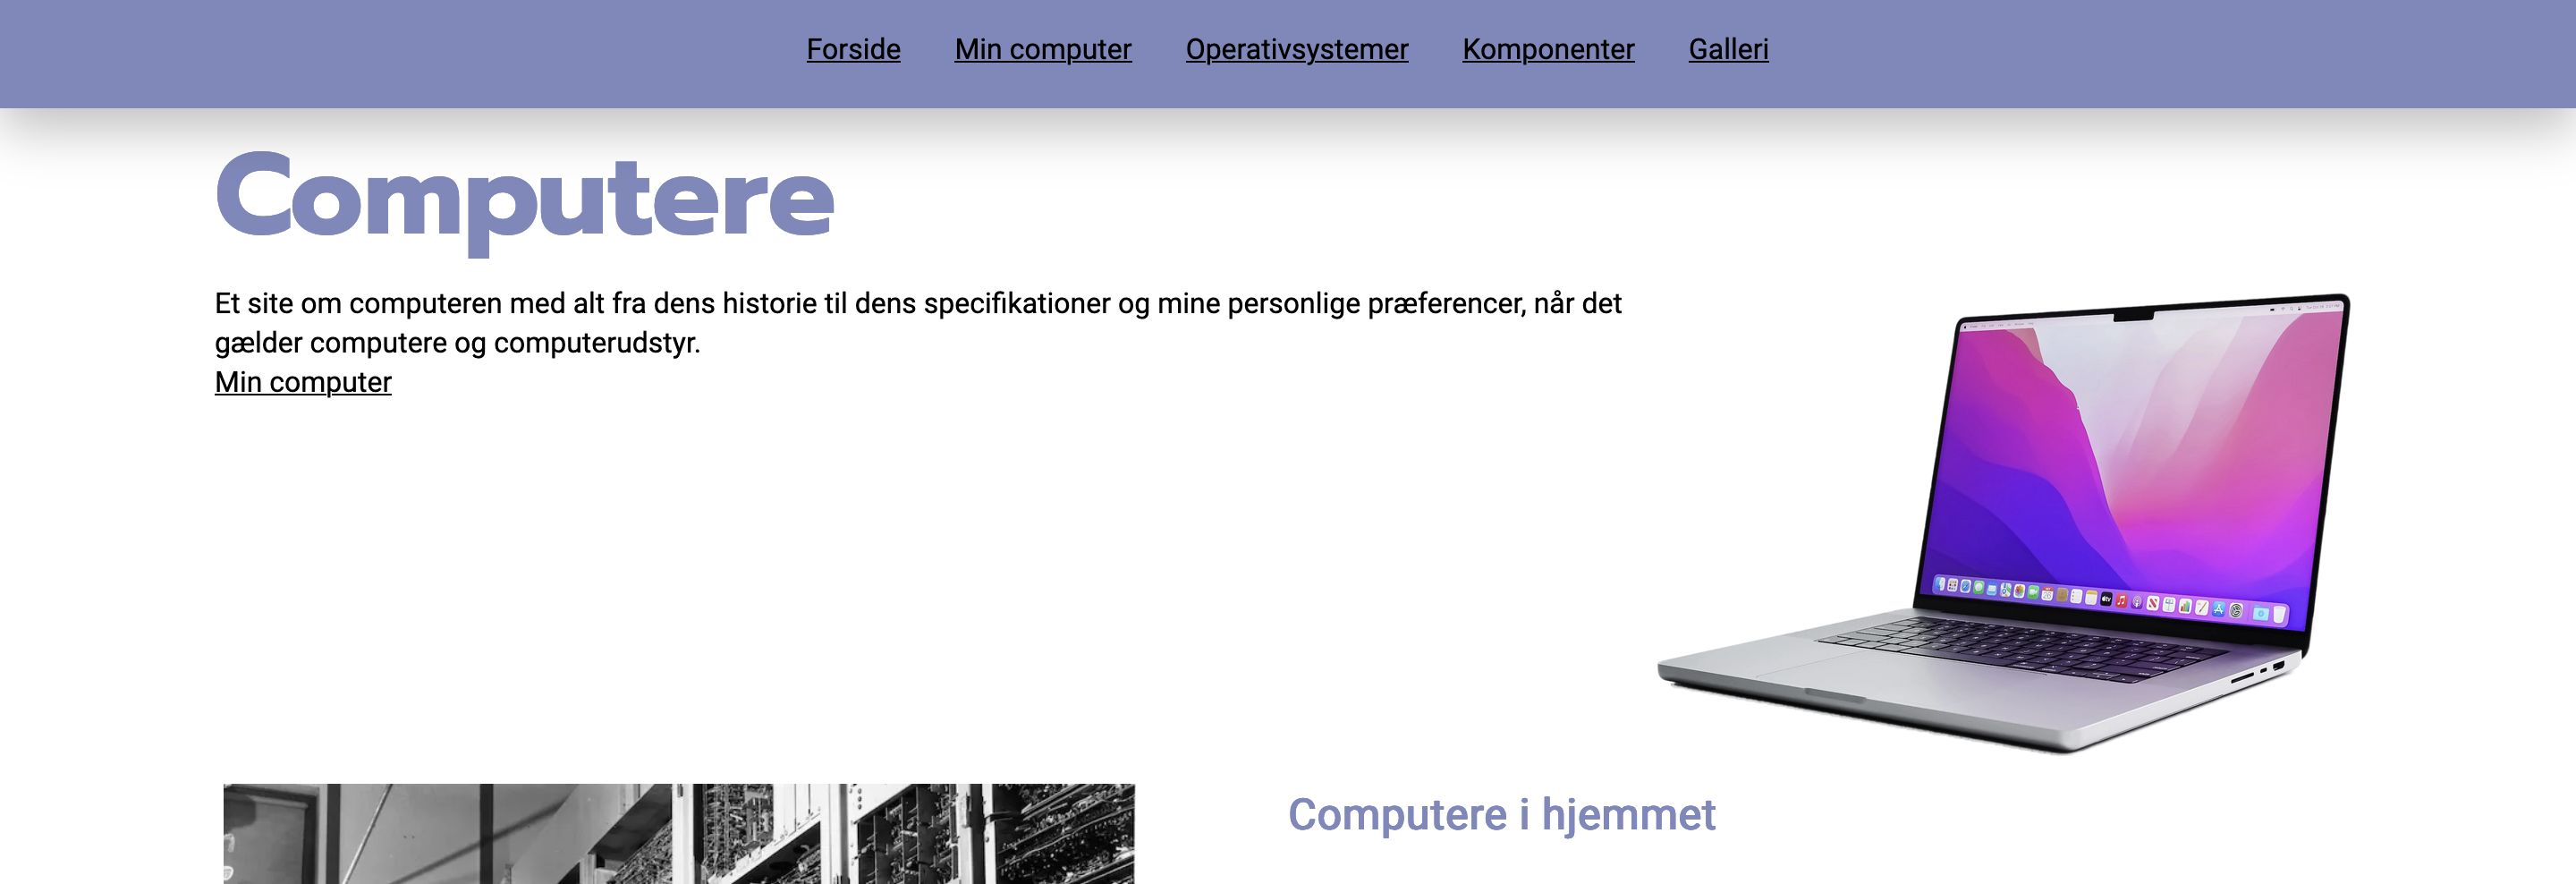 Forside Min computer Operativsystemer Komponenter Galleri
Computere
Et site om computeren med alt fra dens historie til dens specifikationer og mine personlige præferencer, når det
gælder computere og computerudstyr.
Min computer
Computere i hjemmet